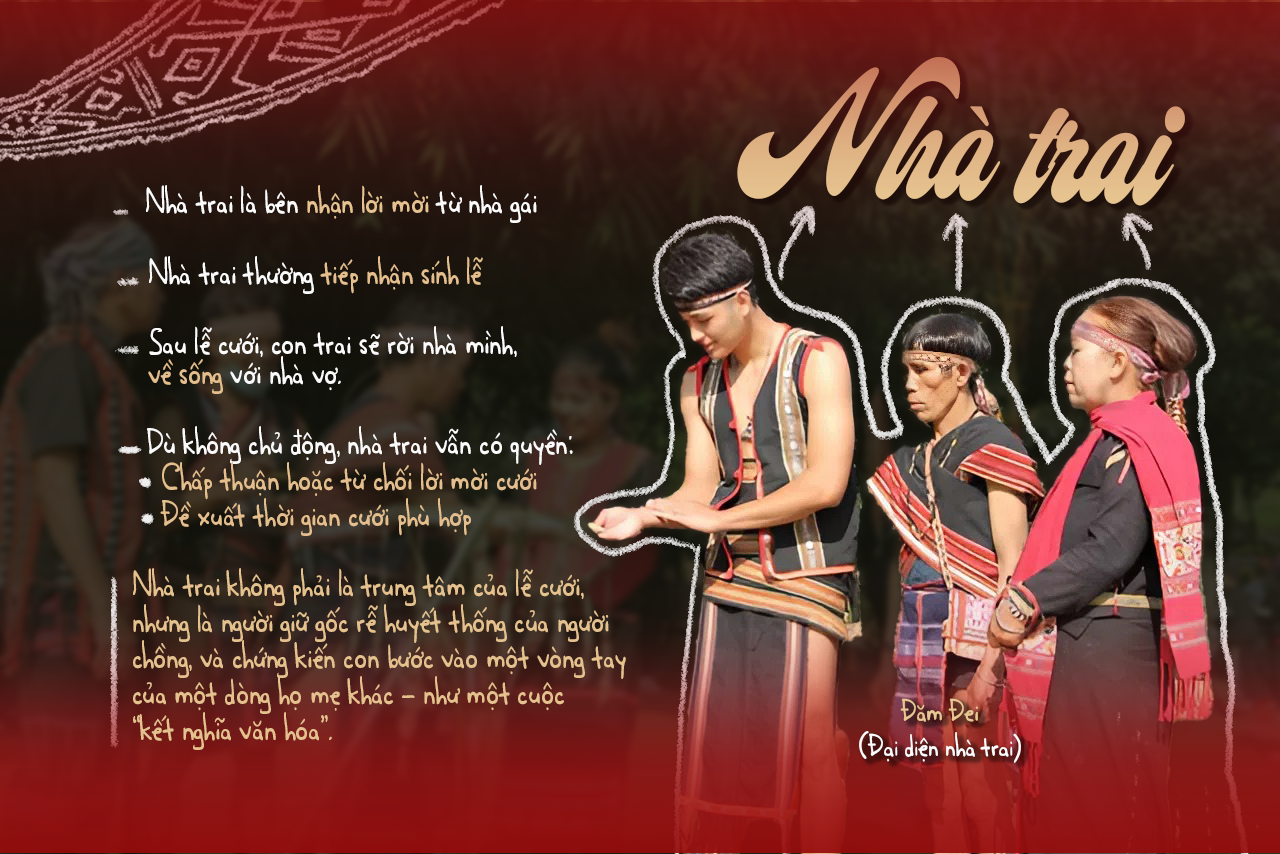 Nhà trai
– Nhà trai là bên nhận lời mời từ nhà gái
– Nhà trai thường tiếp nhận sính lễ
– Sau lễ cưới, con trai sẽ rời nhà mình,
về sống với nhà vợ.
– Dù không chủ động, nhà trai vẫn có quyền:
• Chấp thuận hoặc từ chối lời mời cưới
• Đề xuất thời gian cưới phù hợp
Nhà trai không phải là trung tâm của lễ cưới,
nhưng là người giữ gốc rễ huyết thống của người
chồng, và chứng kiến con bước vào một vòng tay
của một dòng họ mẹ khác – như một cuộc
“kết nghĩa văn hóa”.
Đăm Đei
(Đại diện nhà trai)